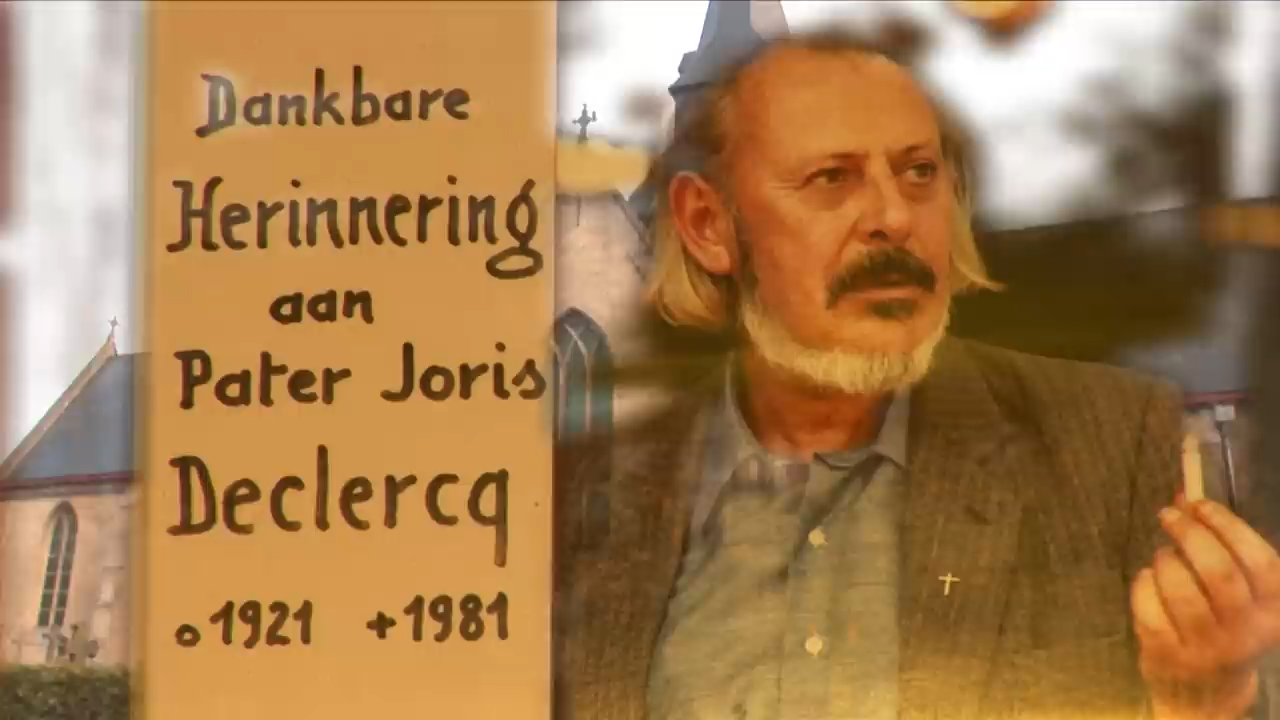 Dankbare
Herinnering
aan
Pater Joris
Declercq
° 1921 + 1981